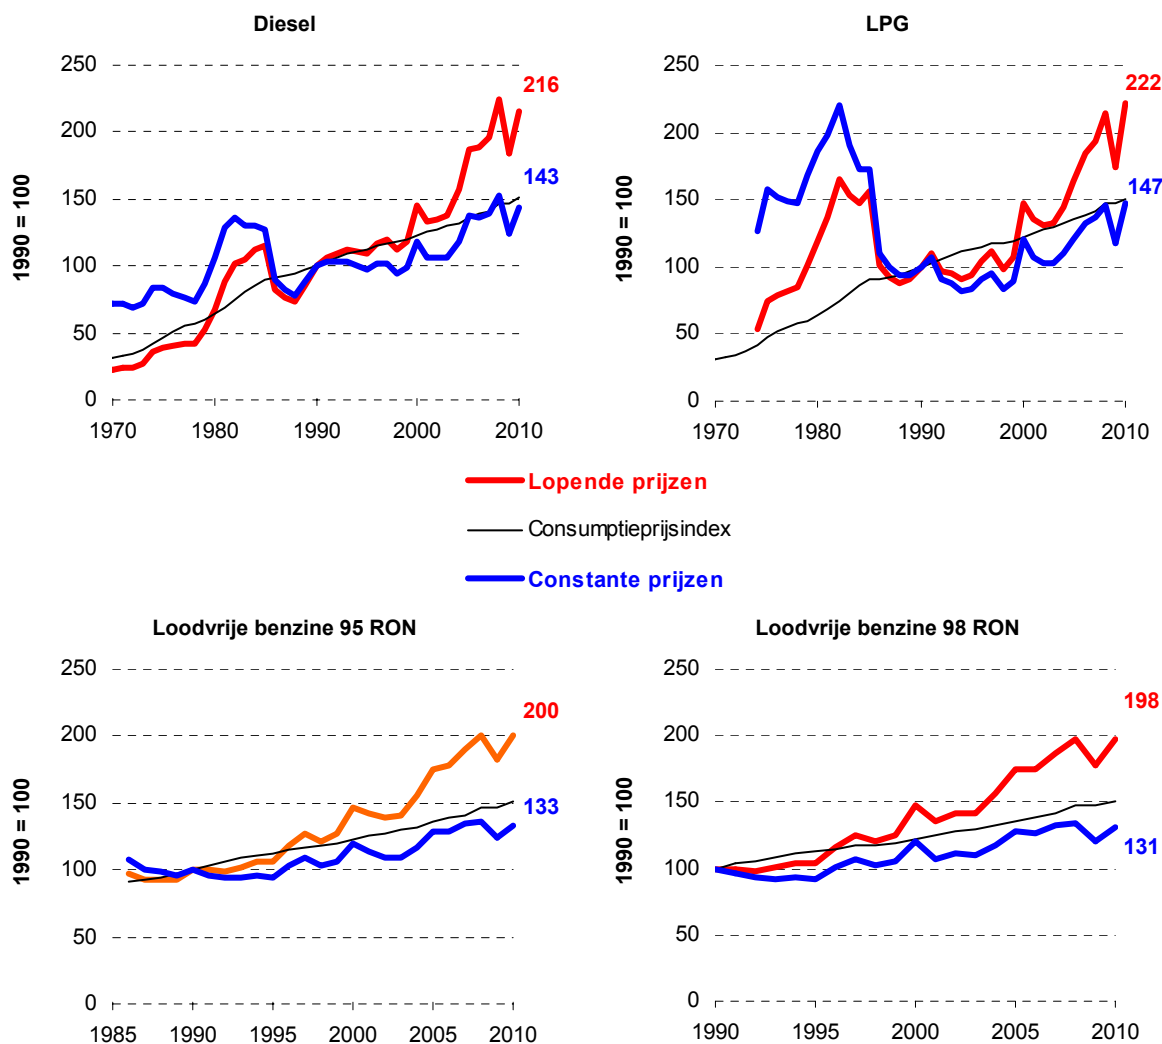 Diesel
250
216
200
143
150
100
50
0
1990 = 100
1970 1980 1990 2000 2010
LPG
250
222
200
147
150
100
50
0
1990 = 100
1970 1980 1990 2000 2010
Lopende prijzen
Consumptieprijsindex
Constante prijzen
Loodvrije benzine 95 RON
250
200
200
150
133
100
50
0
1990 = 100
1985 1990 1995 2000 2005 2010
Loodvrije benzine 98 RON
250
198
200
150
131
100
50
0
1990 = 100
1990 1995 2000 2005 2010